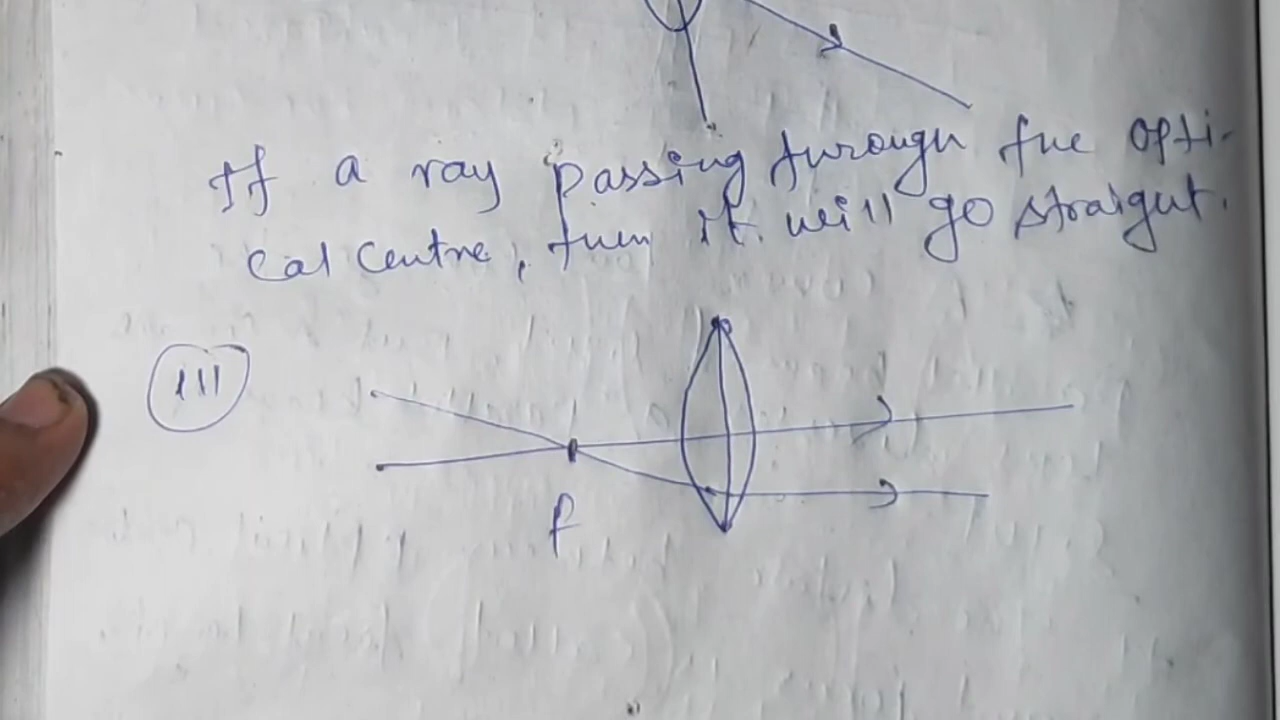 If a ray passing through the opti-
cal centre, then it will go straight.
III
f